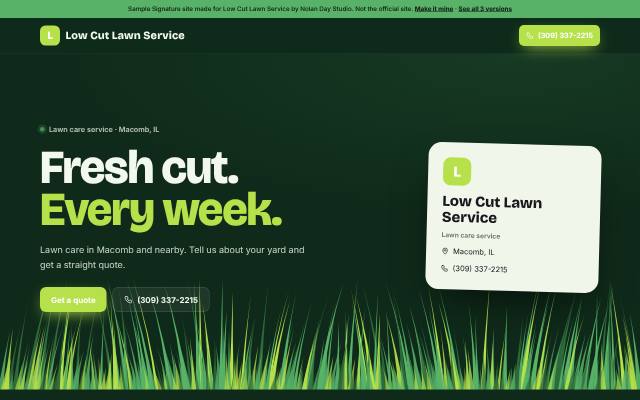 Sample Signature site made for Low Cut Lawn Service by Nolan Day Studio. Not the official site. Make it mine · See all 3 versions
L Low Cut Lawn Service
(309) 337-2215
Lawn care service · Macomb, IL
Fresh cut.
Every week.
Lawn care in Macomb and nearby. Tell us about your yard and
get a straight quote.
Get a quote
(309) 337-2215
L
Low Cut Lawn
Service
Lawn care service
Macomb, IL
(309) 337-2215